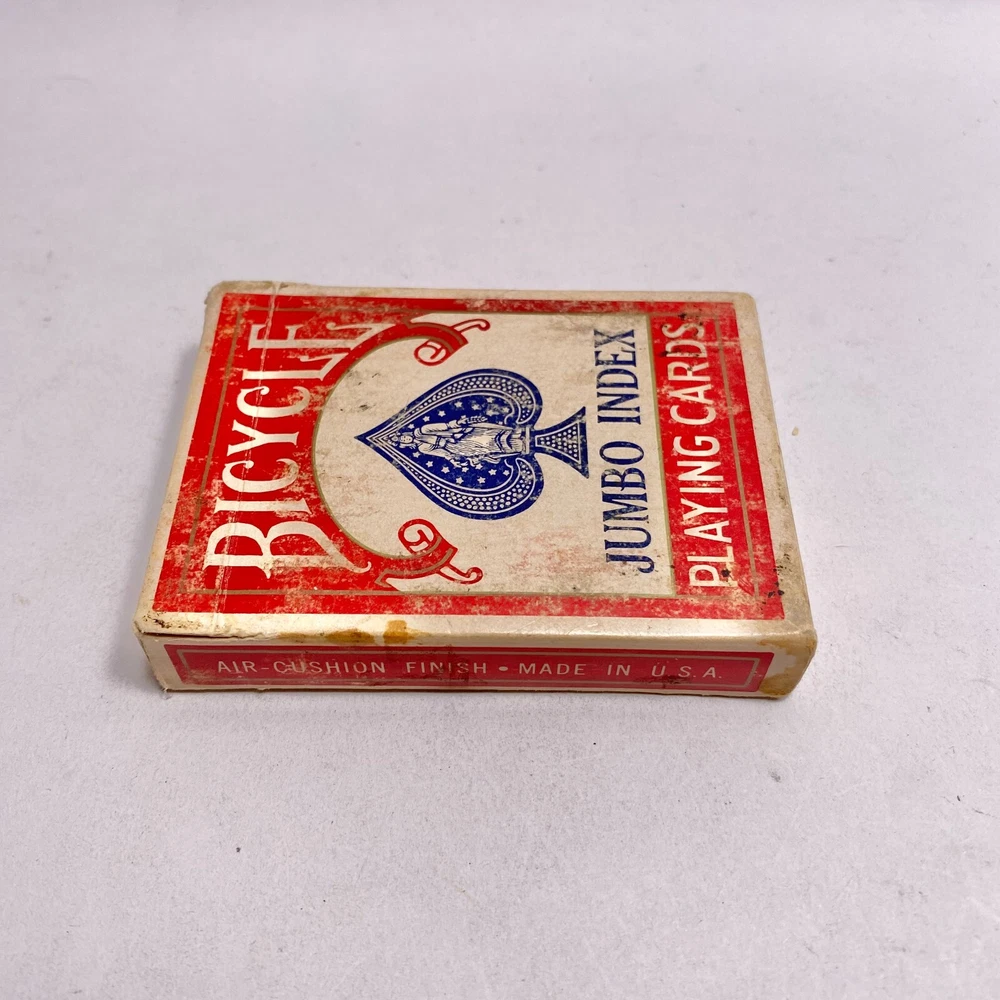 BICYCLE
JUMBO INDEX
PLAYING CARDS
AIR-CUSHION FINISH • MADE IN U.S.A.